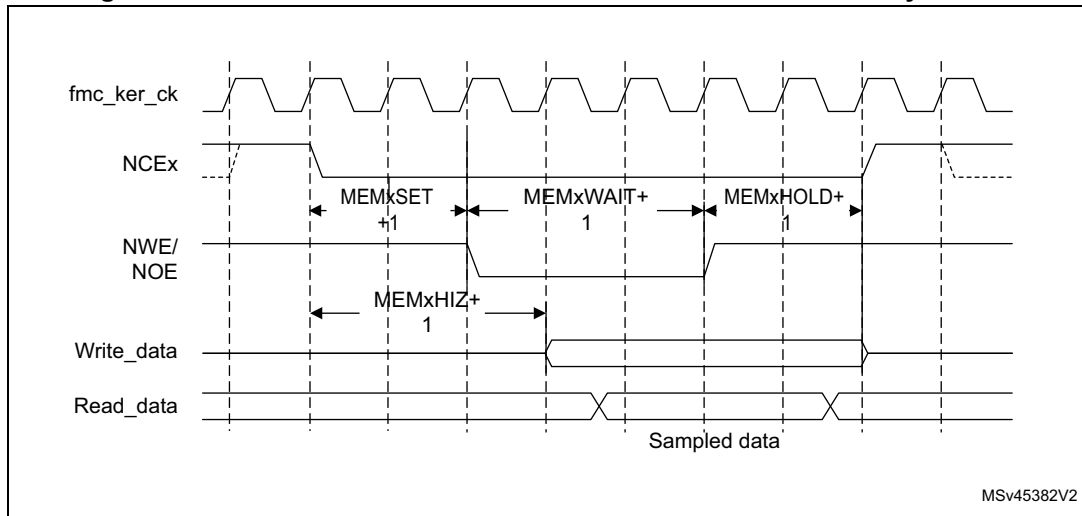 fmc_ker_ck
NCEx
MEMxSET
+1
MEMxWAIT+
1
MEMxHOLD+
1
NWE/
NOE
MEMxHIZ+
1
Write_data
Read_data
Sampled data
MSv45382V2